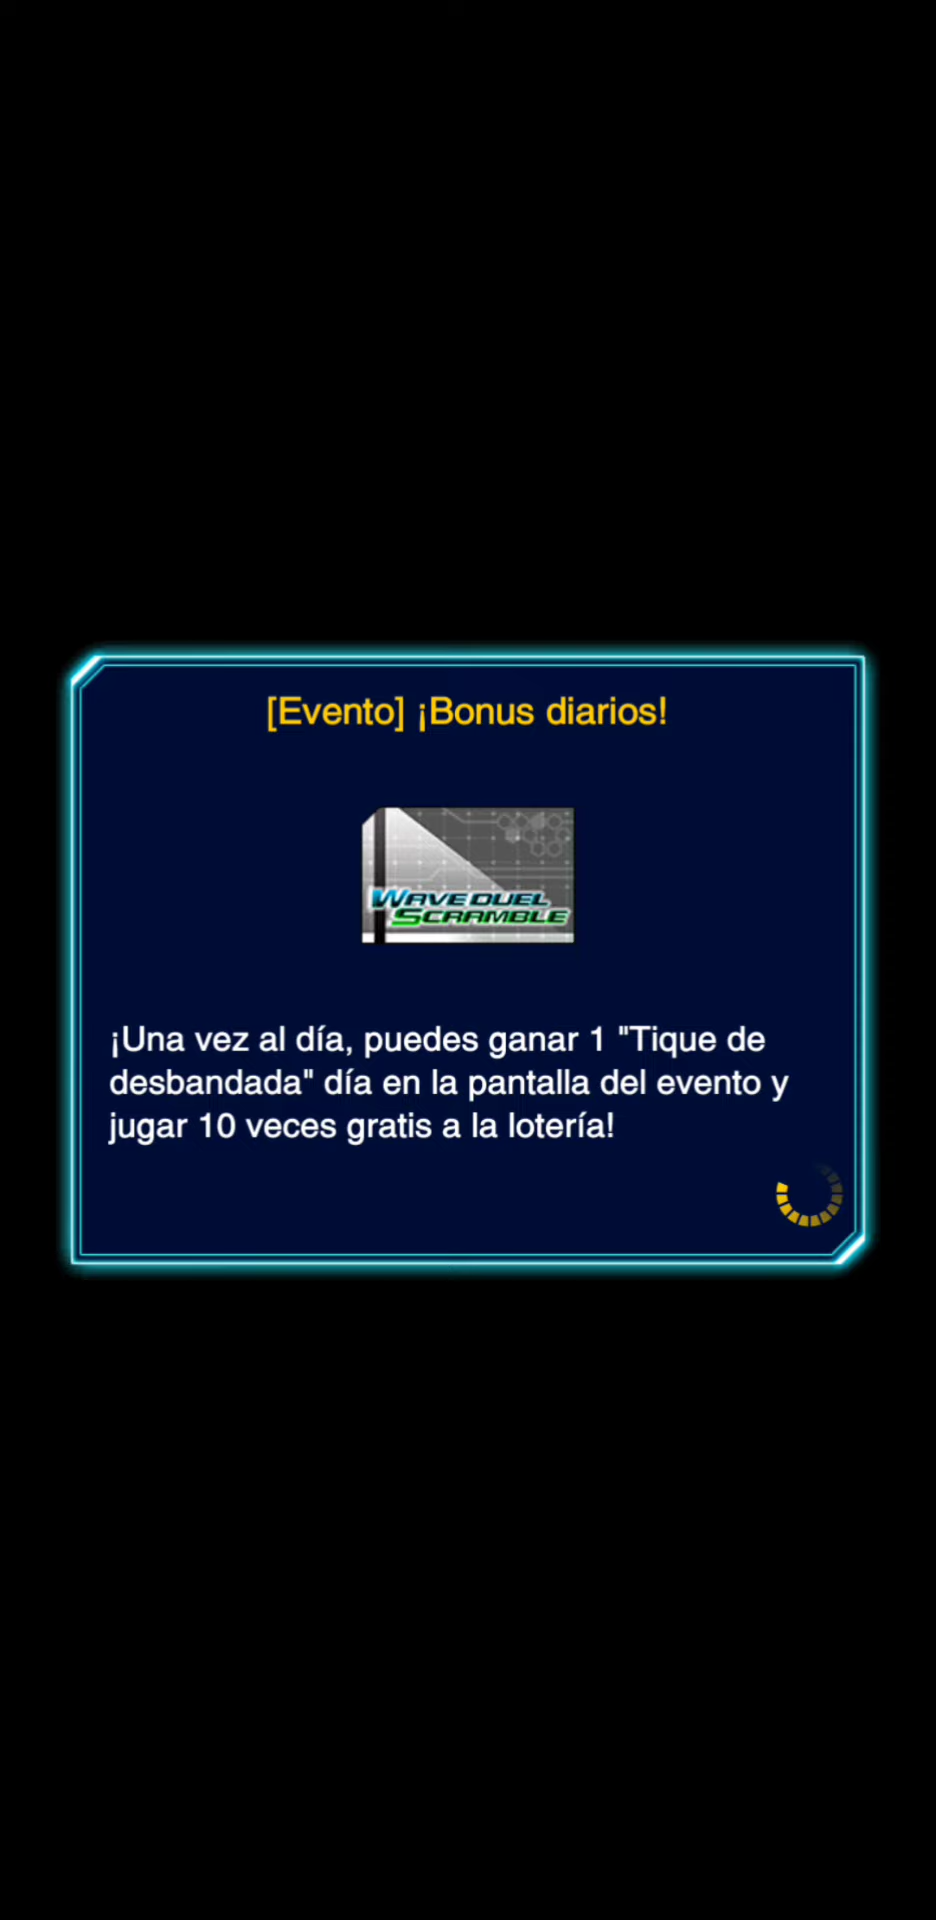 [Evento] ¡Bonus diarios!
WAVE DUEL
SCRAMBLE
¡Una vez al día, puedes ganar 1 "Tique de
desbandada" día en la pantalla del evento y
jugar 10 veces gratis a la lotería!